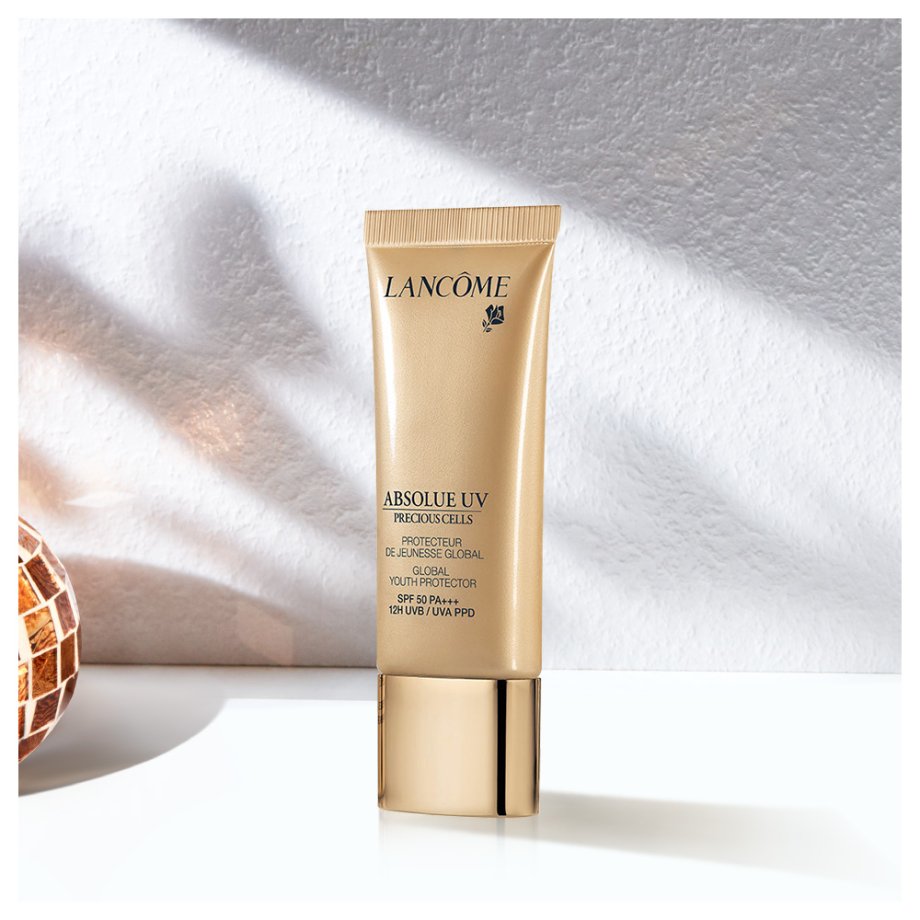 LANCÔME
ABSOLUE UV
PRECIOUS CELLS
PROTECTEUR
DE JEUNESSE GLOBAL
GLOBAL
YOUTH PROTECTOR
SPF 50 PA+++
12H UVB / UVA PPD